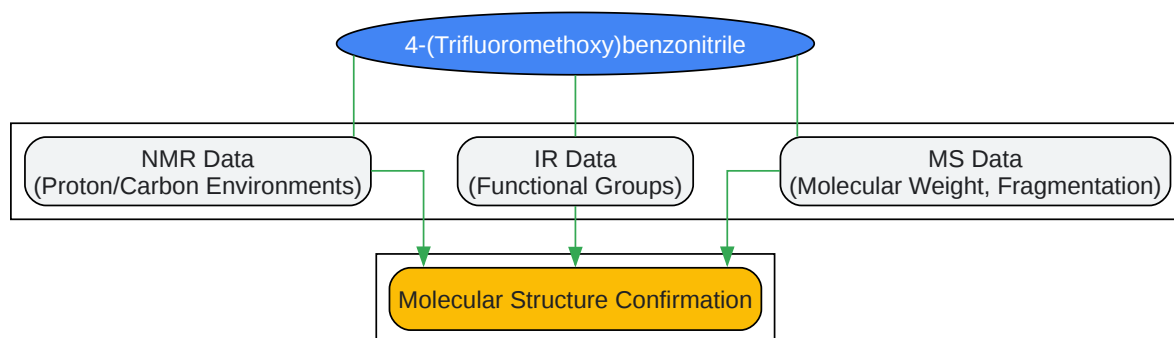 4-(Trifluoromethoxy)benzonitrile
NMR Data
(Proton/Carbon Environments)
IR Data
(Functional Groups)
MS Data
(Molecular Weight, Fragmentation)
Molecular Structure Confirmation